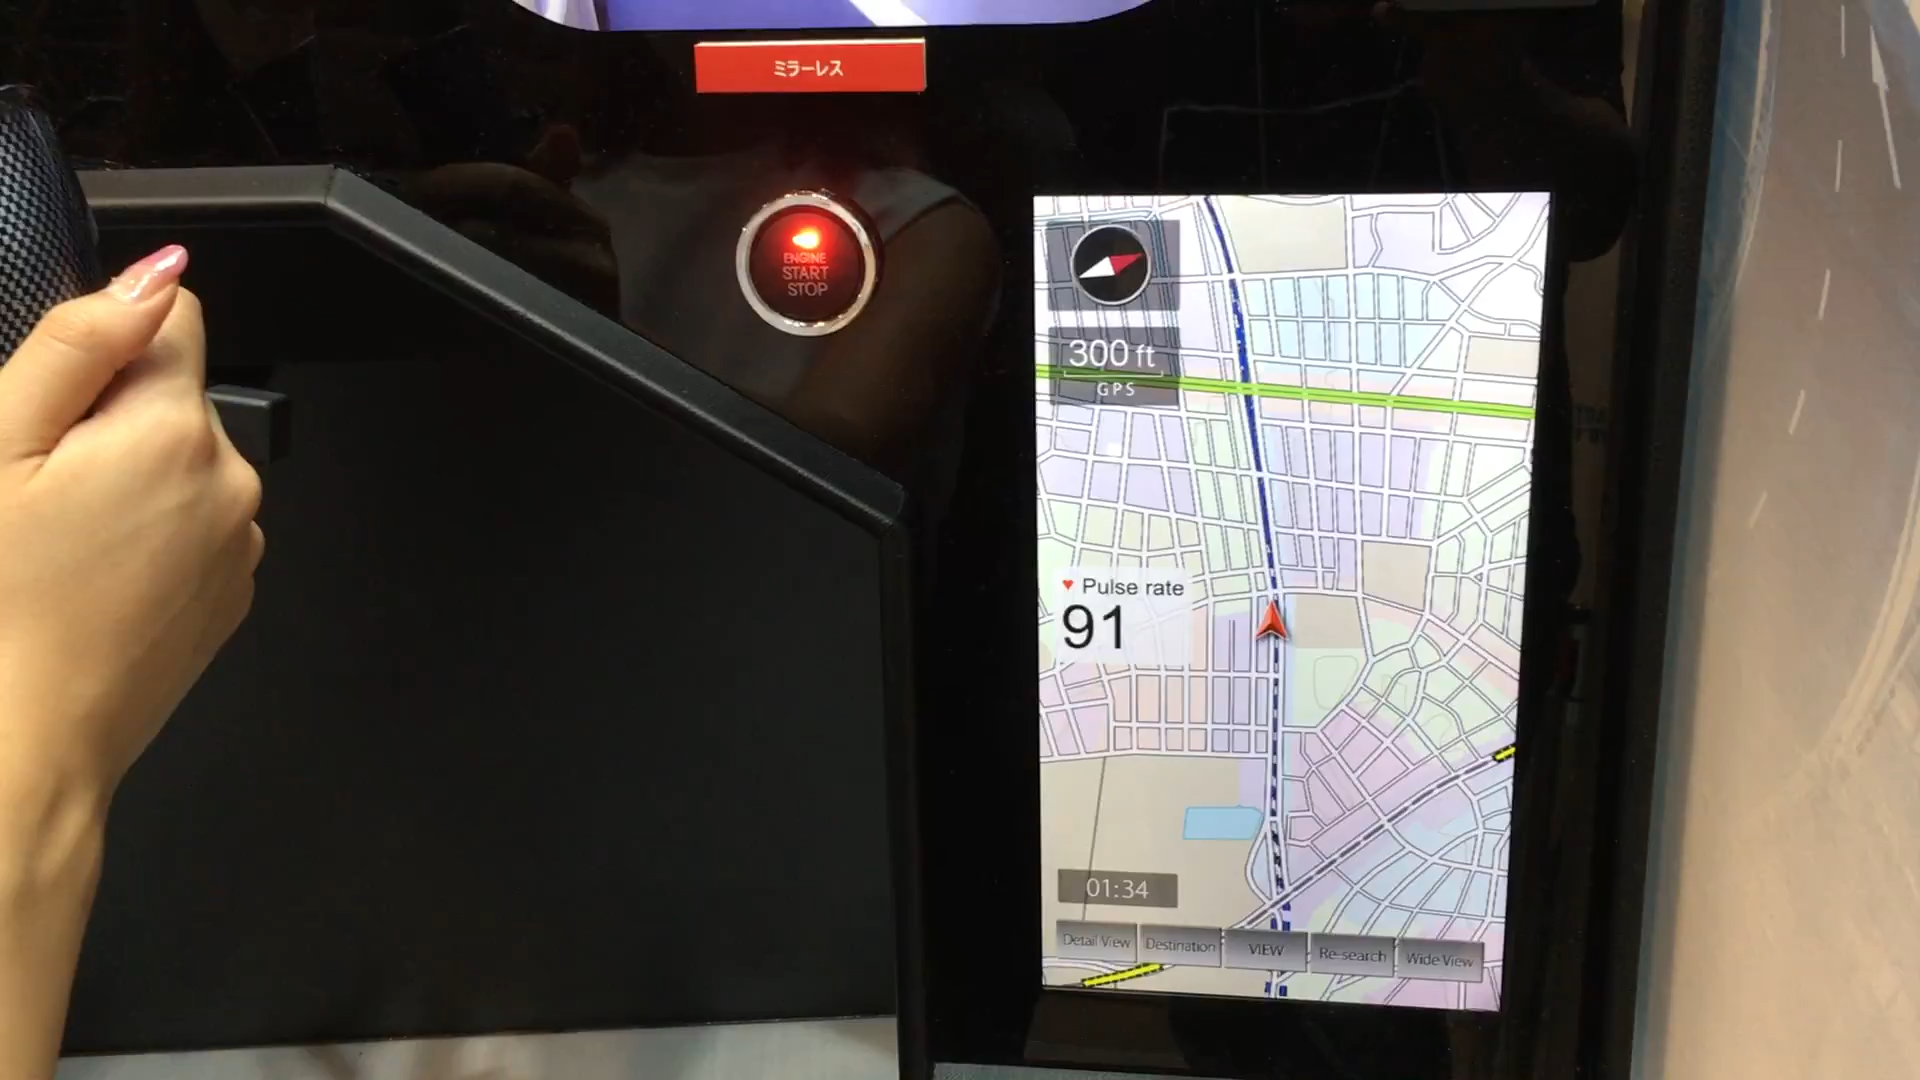 ミラーレス
ENGINE
START
STOP
300 ft
GPS
Pulse rate
91
01:34
Detail View
Destination
VIEW
Re-search
Wide View